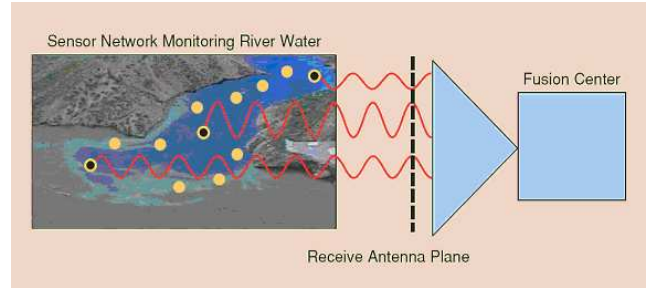 Sensor Network Monitoring River Water
Fusion Center
Receive Antenna Plane